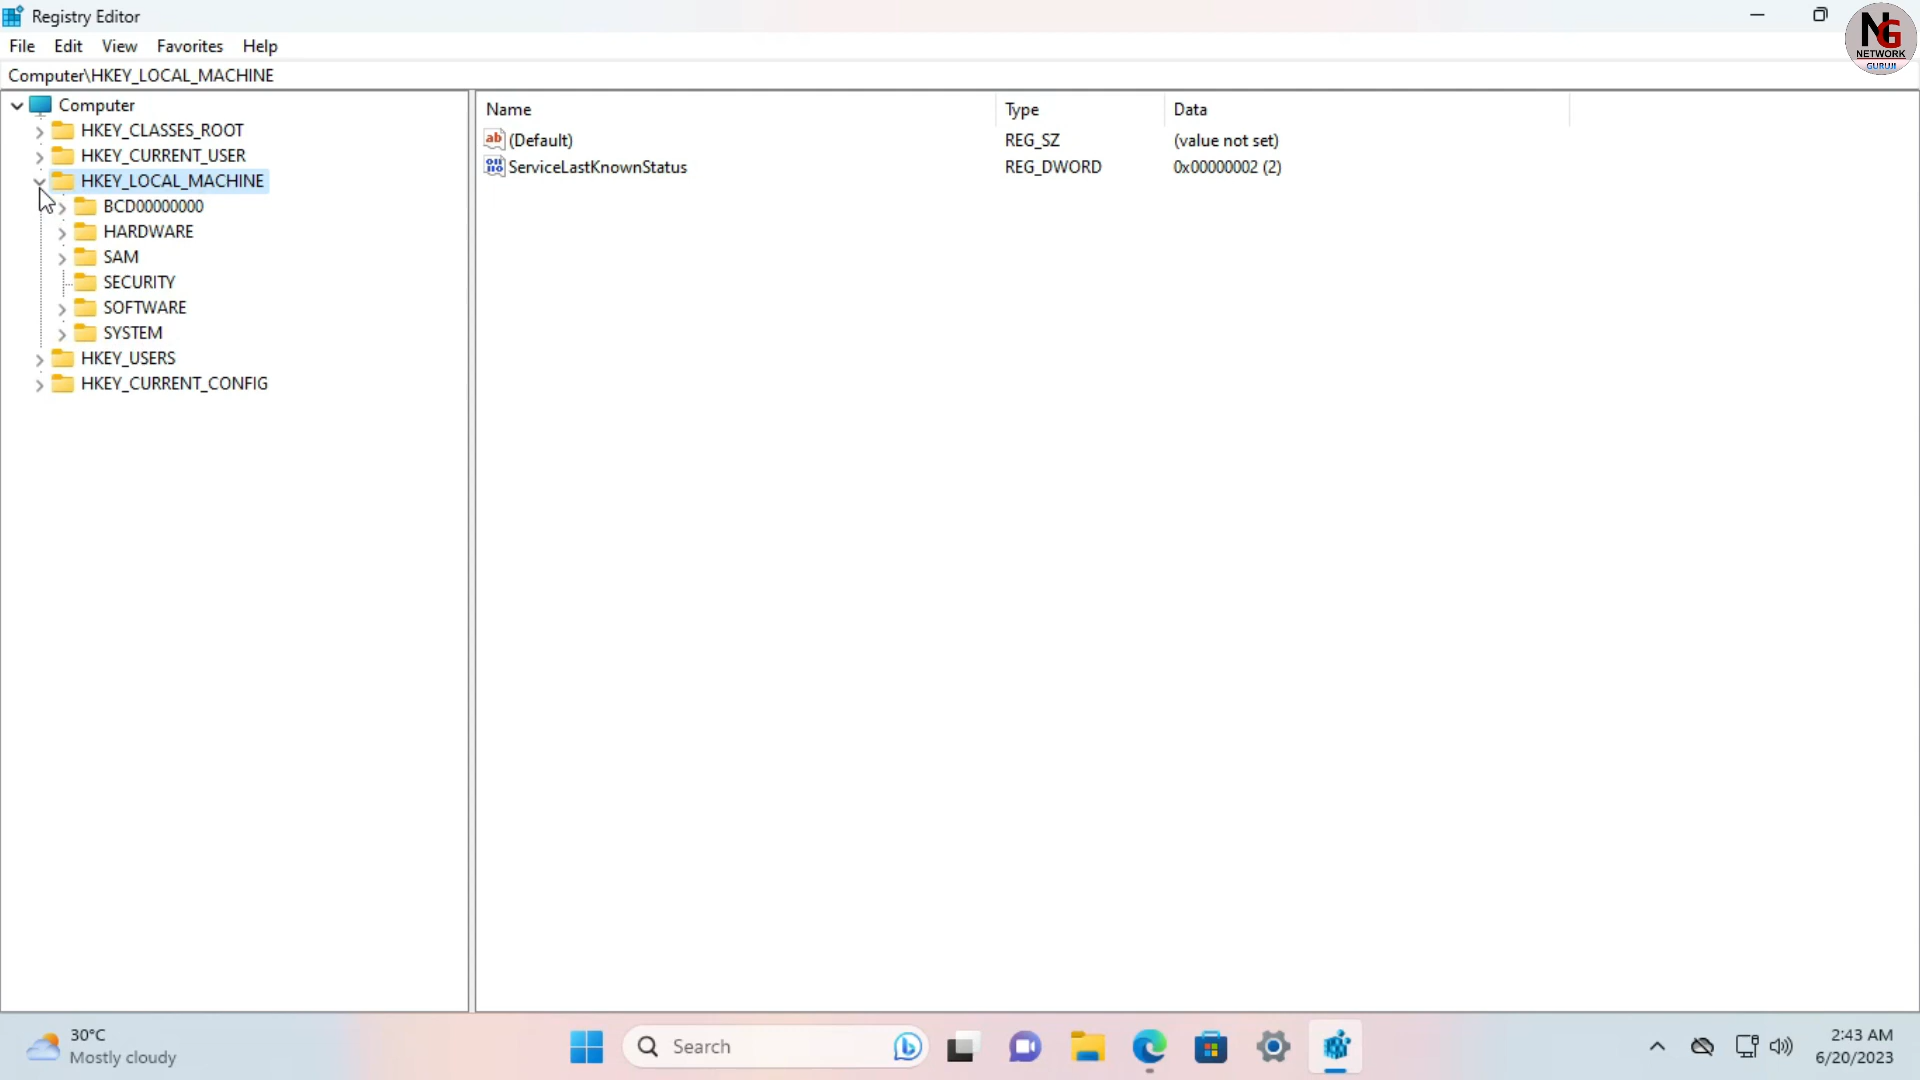 Registry Editor
File Edit View Favorites Help
Computer\HKEY_LOCAL_MACHINE
Computer
HKEY_CLASSES_ROOT
HKEY_CURRENT_USER
HKEY_LOCAL_MACHINE
BCD00000000
HARDWARE
SAM
SECURITY
SOFTWARE
SYSTEM
HKEY_USERS
HKEY_CURRENT_CONFIG
Name Type Data
(Default) REG_SZ (value not set)
ServiceLastKnownStatus REG_DWORD 0x00000002 (2)
NG
NETWORK
GURUJI
30°C
Mostly cloudy
Search
2:43 AM
6/20/2023